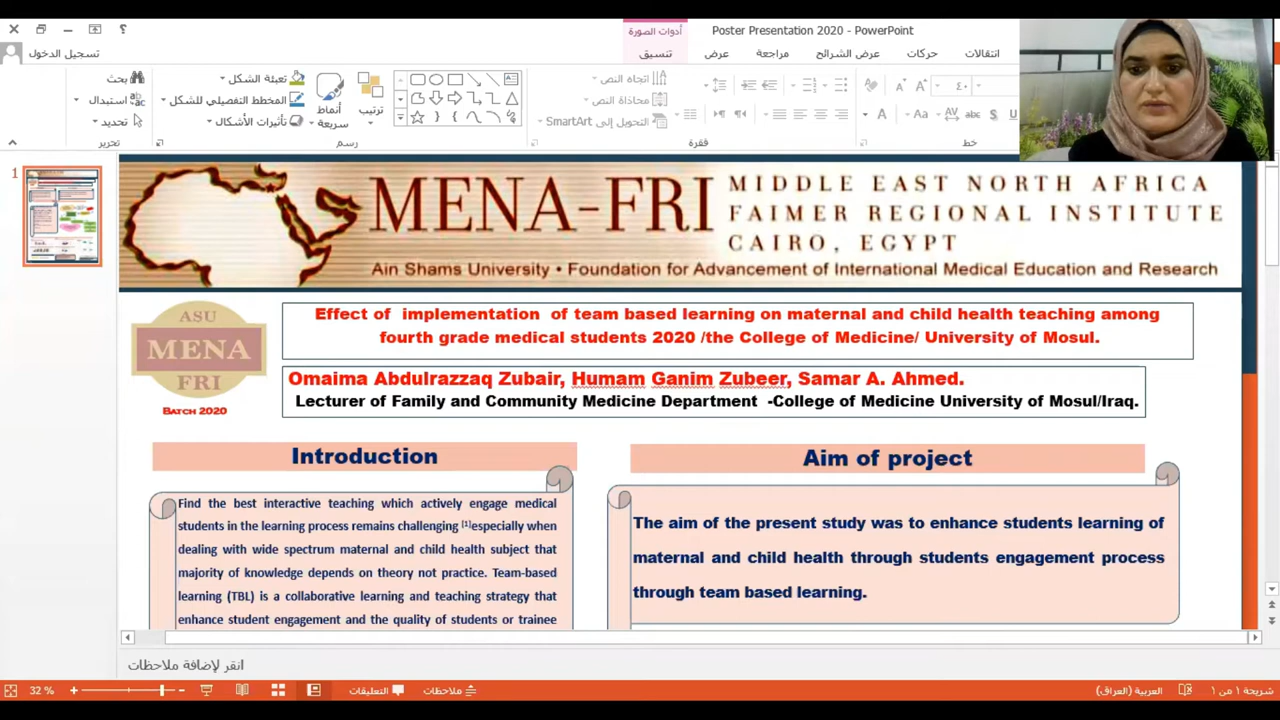 Poster Presentation 2020 - PowerPoint
أدوات الصورة
تسجيل الدخول
تنسيق
عرض
مراجعة
عرض الشرائح
حركات
انتقالات
بحث
استبدال
تحديد
تحرير
تعبئة الشكل
المخطط التفصيلي للشكل
تأثيرات الأشكال
أنماط سريعة
ترتيب
رسم
اتجاه النص
محاذاة النص
التحويل إلى SmartArt
فقرة
خط
1
MENA-FRI
MIDDLE EAST NORTH AFRICA
FAIMER REGIONAL INSTITUTE
CAIRO, EGYPT
Ain Shams University • Foundation for Advancement of International Medical Education and Research
ASU
MENA
FRI
BATCH 2020
Effect of implementation of team based learning on maternal and child health teaching among
fourth grade medical students 2020 /the College of Medicine/ University of Mosul.
Omaima Abdulrazzaq Zubair, Humam Ganim Zubeer, Samar A. Ahmed.
Lecturer of Family and Community Medicine Department -College of Medicine University of Mosul/Iraq.
Introduction
Find the best interactive teaching which actively engage medical
students in the learning process remains challenging [1]especially when
dealing with wide spectrum maternal and child health subject that
majority of knowledge depends on theory not practice. Team-based
learning (TBL) is a collaborative learning and teaching strategy that
enhance student engagement and the quality of students or trainee
Aim of project
The aim of the present study was to enhance students learning of
maternal and child health through students engagement process
through team based learning.
انقر لإضافة ملاحظات
32 %
التعليقات
ملاحظات
العربية (العراق)
شريحة ١ من ١